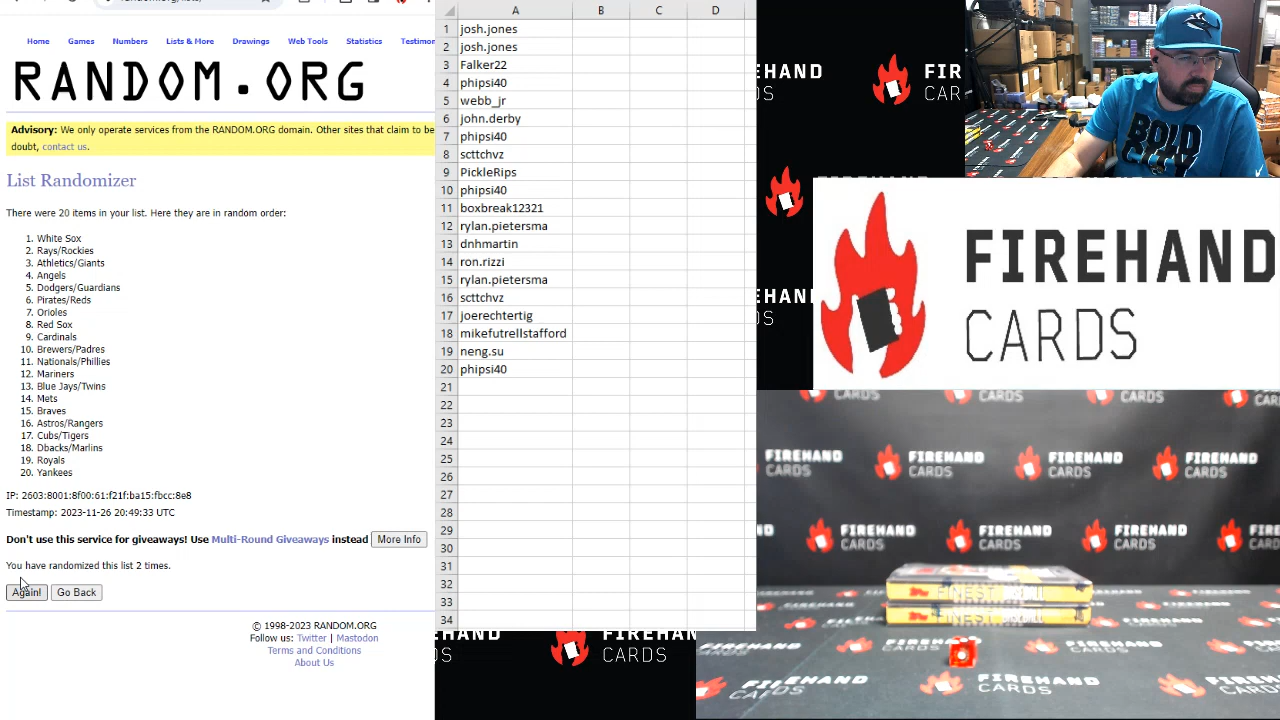 Home Games Numbers Lists & More Drawings Web Tools Statistics Testimor
RANDOM.ORG
Advisory: We only operate services from the RANDOM.ORG domain. Other sites that claim to be
doubt, contact us.
List Randomizer
There were 20 items in your list. Here they are in random order:
1. White Sox
2. Rays/Rockies
3. Athletics/Giants
4. Angels
5. Dodgers/Guardians
6. Pirates/Reds
7. Orioles
8. Red Sox
9. Cardinals
10. Brewers/Padres
11. Nationals/Phillies
12. Mariners
13. Blue Jays/Twins
14. Mets
15. Braves
16. Astros/Rangers
17. Cubs/Tigers
18. Dbacks/Marlins
19. Royals
20. Yankees
IP: 2603:8001:8f00:61:f21f:ba15:fbcc:8e8
Timestamp: 2023-11-26 20:49:33 UTC
Don't use this service for giveaways! Use Multi-Round Giveaways instead More Info
You have randomized this list 2 times.
Again! Go Back
© 1998-2023 RANDOM.ORG
Follow us: Twitter | Mastodon
Terms and Conditions
About Us
A B C D
1 josh.jones
2 josh.jones
3 Falker22
4 phipsi40
5 webb_jr
6 john.derby
7 phipsi40
8 scttchvz
9 PickleRips
10 phipsi40
11 boxbreak12321
12 rylan.pietersma
13 dnhmartin
14 ron.rizzi
15 rylan.pietersma
16 scttchvz
17 joerechtertig
18 mikefutrellstafford
19 neng.su
20 phipsi40
21
22
23
24
25
26
27
28
29
30
31
32
33
34
BOLD
CITY
FIREHAND
CARDS
FIREHAND
CARDS
FINEST
FINEST